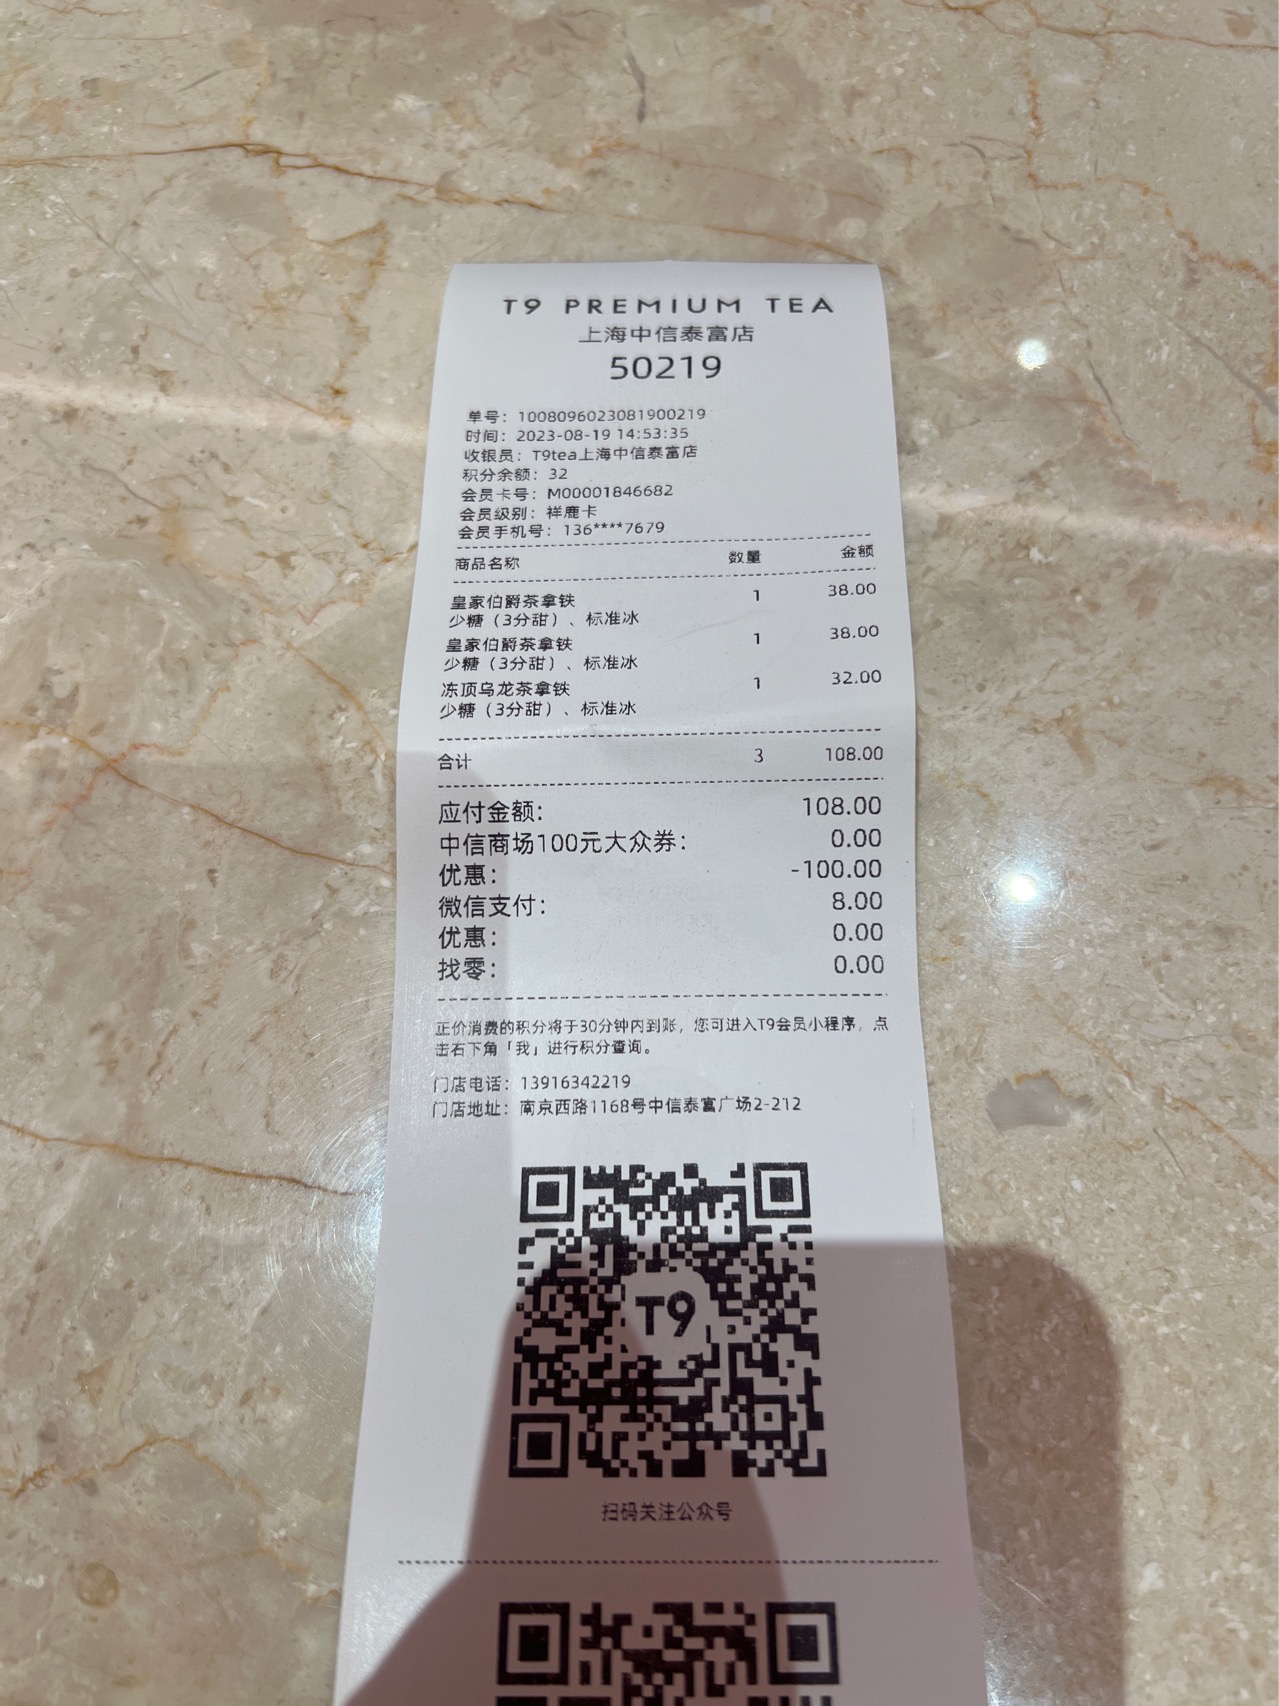 T9 PREMIUM TEA
上海中信泰富店
50219
单号：1008096023081900219
时间：2023-08-19 14:53:35
收银员：T9tea上海中信泰富店
积分余额：32
会员卡号：M00001846682
会员级别：祥鹿卡
会员手机号：136****7679
商品名称 数量 金额
皇家伯爵茶拿铁 1 38.00
少糖（3分甜）、标准冰
皇家伯爵茶拿铁 1 38.00
少糖（3分甜）、标准冰
冻顶乌龙茶拿铁 1 32.00
少糖（3分甜）、标准冰
合计 3 108.00
应付金额： 108.00
中信商场100元大众券： 0.00
优惠： -100.00
微信支付： 8.00
优惠： 0.00
找零： 0.00
正价消费的积分将于30分钟内到账，您可进入T9会员小程序，点
击右下角「我」进行积分查询。
门店电话：13916342219
门店地址：南京西路1168号中信泰富广场2-212
T9
扫码关注公众号